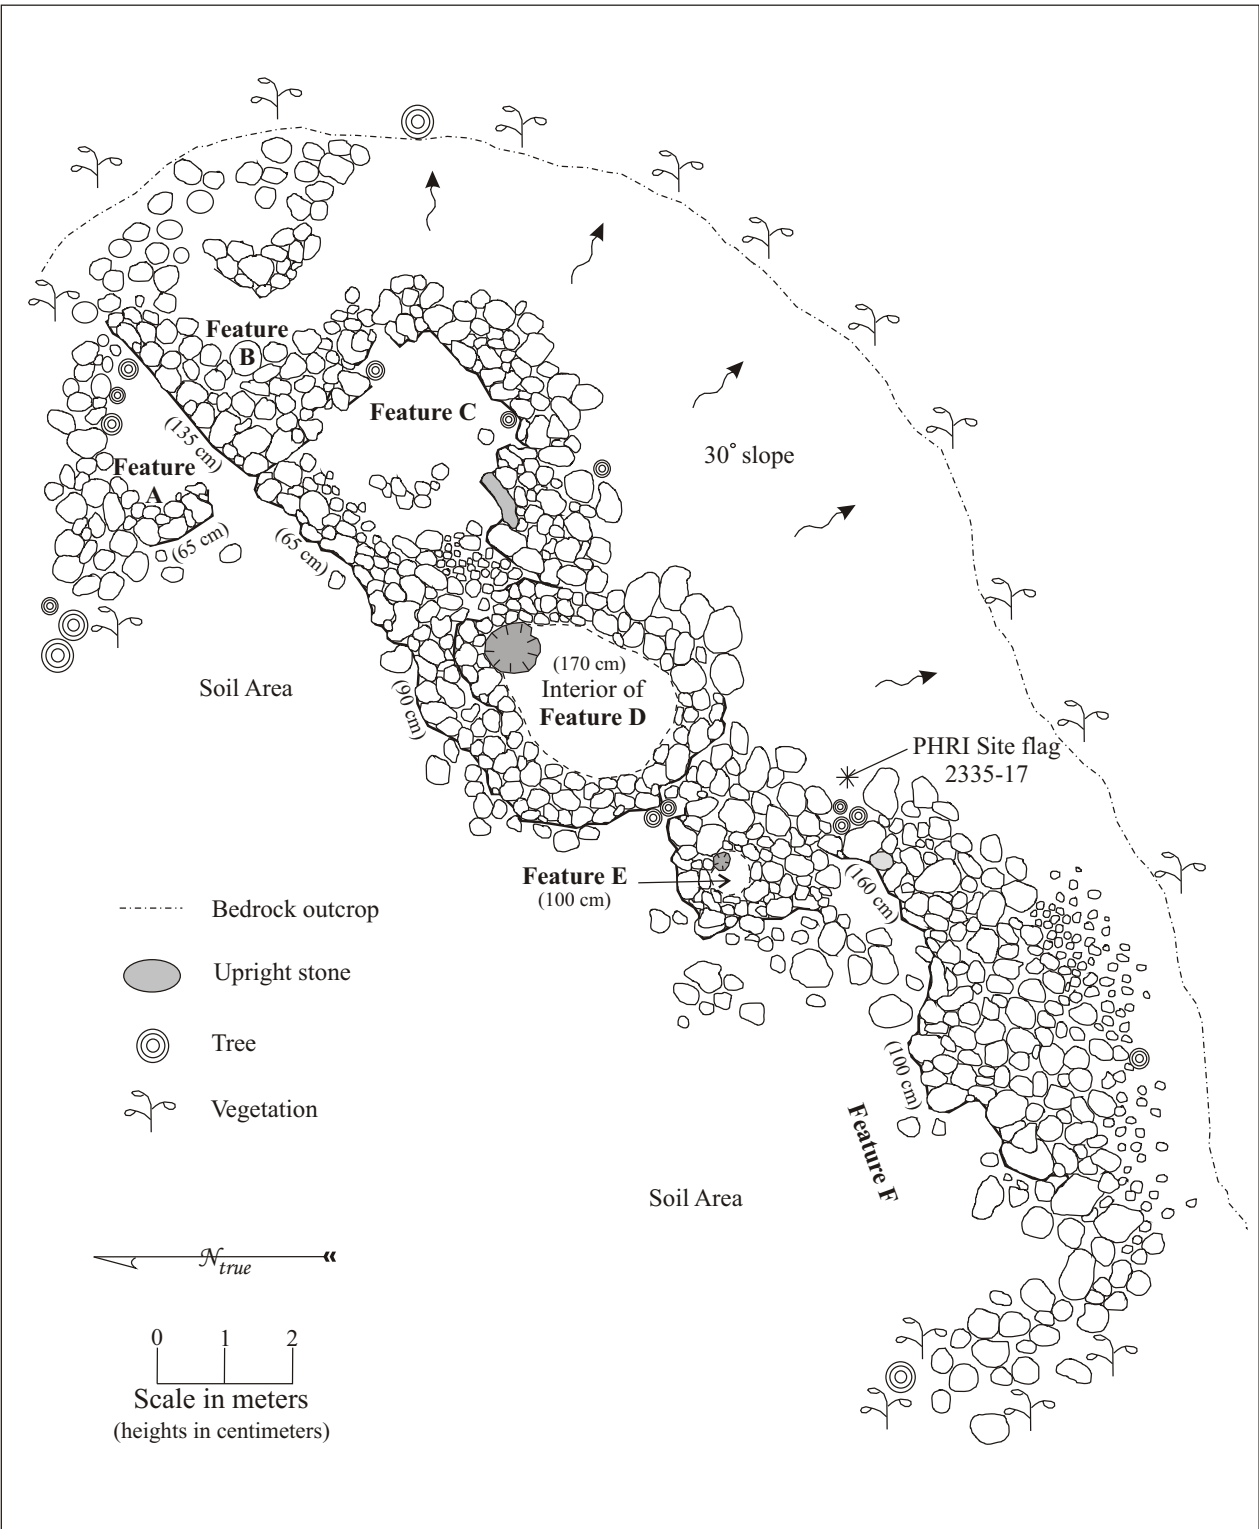 Feature
B
Feature C
(135 cm)
Feature
A
(65 cm)
(65 cm)
30° slope
Soil Area
(90 cm)
(170 cm)
Interior of
Feature D
PHRI Site flag
2335-17
Feature E
(100 cm)
(160 cm)
Bedrock outcrop
Upright stone
Tree
Vegetation
(100 cm)
Feature F
Soil Area
N true
0 1 2
Scale in meters
(heights in centimeters)